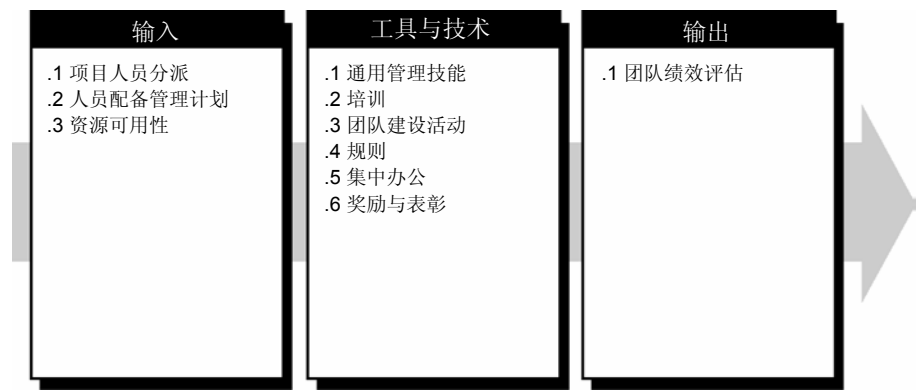 输入
.1 项目人员分派
.2 人员配备管理计划
.3 资源可用性
工具与技术
.1 通用管理技能
.2 培训
.3 团队建设活动
.4 规则
.5 集中办公
.6 奖励与表彰
输出
.1 团队绩效评估